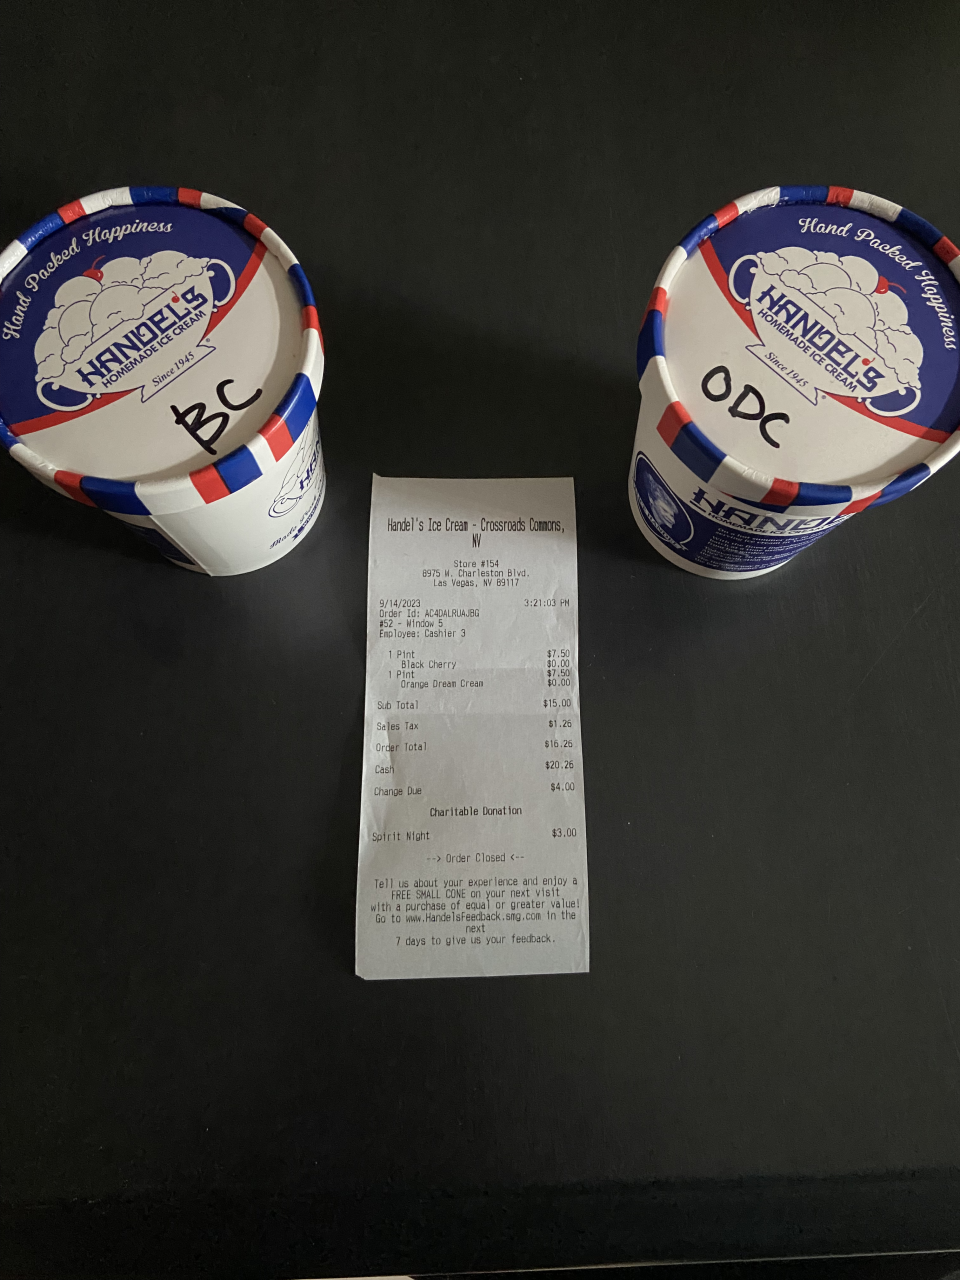 Hand Packed Happiness
HANDEL'S
HOMEMADE ICE CREAM
Since 1945
BC
Hand Packed Happiness
HANDEL'S
HOMEMADE ICE CREAM
Since 1945
ODC
HANDEL'S
HOMEMADE ICE CREAM
Handel's Ice Cream - Crossroads Commons,
NV
Store #154
8975 W. Charleston Blvd.
Las Vegas, NV 89117
9/14/2023 3:21:03 PM
Order Id: AC4DALRUAJBG
#52 - Window 5
Employee: Cashier 3
1 Pint $7.50
Black Cherry $0.00
1 Pint $7.50
Orange Dream Cream $0.00
Sub Total $15.00
Sales Tax $1.26
Order Total $16.26
Cash $20.26
Change Due $4.00
Charitable Donation
Spirit Night $3.00
--> Order Closed <--
Tell us about your experience and enjoy a
FREE SMALL CONE on your next visit
with a purchase of equal or greater value!
Go to www.HandelsFeedback.smg.com in the
next
7 days to give us your feedback.